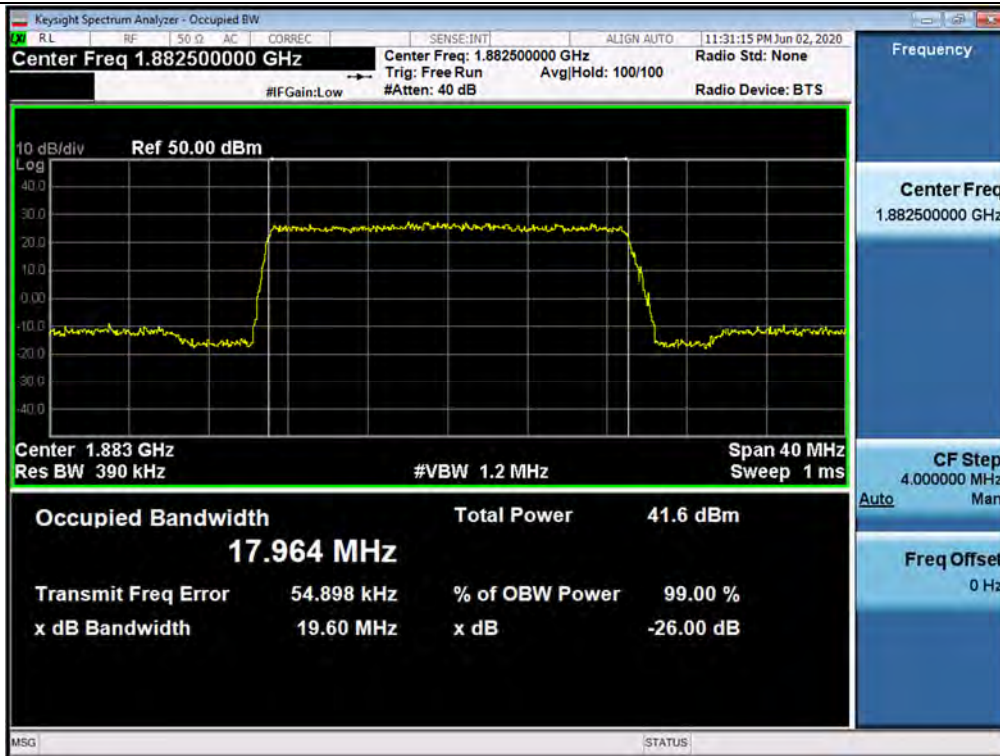 Keysight Spectrum Analyzer - Occupied BW
LXI RL RF 50 Ω AC CORREC SENSE:INT ALIGN AUTO 11:31:15 PM Jun 02, 2020
Center Freq 1.882500000 GHz
Center Freq: 1.882500000 GHz Radio Std: None
Trig: Free Run Avg|Hold: 100/100
#IFGain:Low #Atten: 40 dB Radio Device: BTS
10 dB/div Ref 50.00 dBm
Log
40.0
30.0
20.0
10.0
0.00
-10.0
-20.0
-30.0
-40.0
Center 1.883 GHz Span 40 MHz
Res BW 390 kHz #VBW 1.2 MHz Sweep 1 ms
Occupied Bandwidth Total Power 41.6 dBm
17.964 MHz
Transmit Freq Error 54.898 kHz % of OBW Power 99.00 %
x dB Bandwidth 19.60 MHz x dB -26.00 dB
MSG STATUS
Frequency
Center Freq
1.882500000 GHz
CF Step
4.000000 MHz
Auto Man
Freq Offset
0 Hz